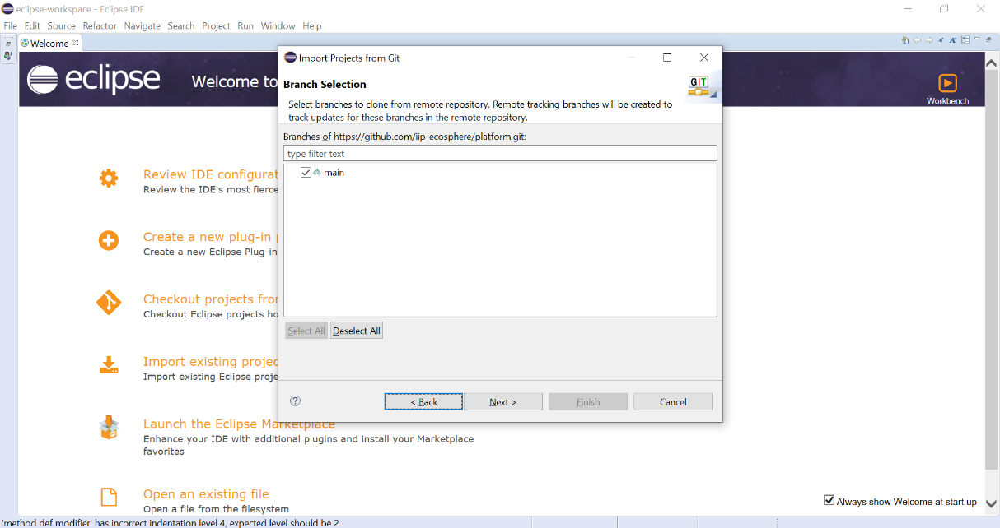 eclipse-workspace - Eclipse IDE
File Edit Source Refactor Navigate Search Project Run Window Help
Welcome
eclipse Welcome to
Workbench
Import Projects from Git
Branch Selection
GIT
Select branches to clone from remote repository. Remote tracking branches will be created to
track updates for these branches in the remote repository.
Branches of https://github.com/iip-ecosphere/platform.git:
type filter text
main
Select All Deselect All
? < Back Next > Finish Cancel
Review IDE configurat
Review the IDE's most fierce
Create a new plug-in
Create a new Eclipse Plug-in
Checkout projects fro
Checkout Eclipse projects ho
Import existing projec
Import existing Eclipse proje
Launch the Eclipse Marketplace
Enhance your IDE with additional plugins and install your Marketplace
favorites
Open an existing file
Open a file from the filesystem
Always show Welcome at start up
'method def modifier' has incorrect indentation level 4, expected level should be 2.